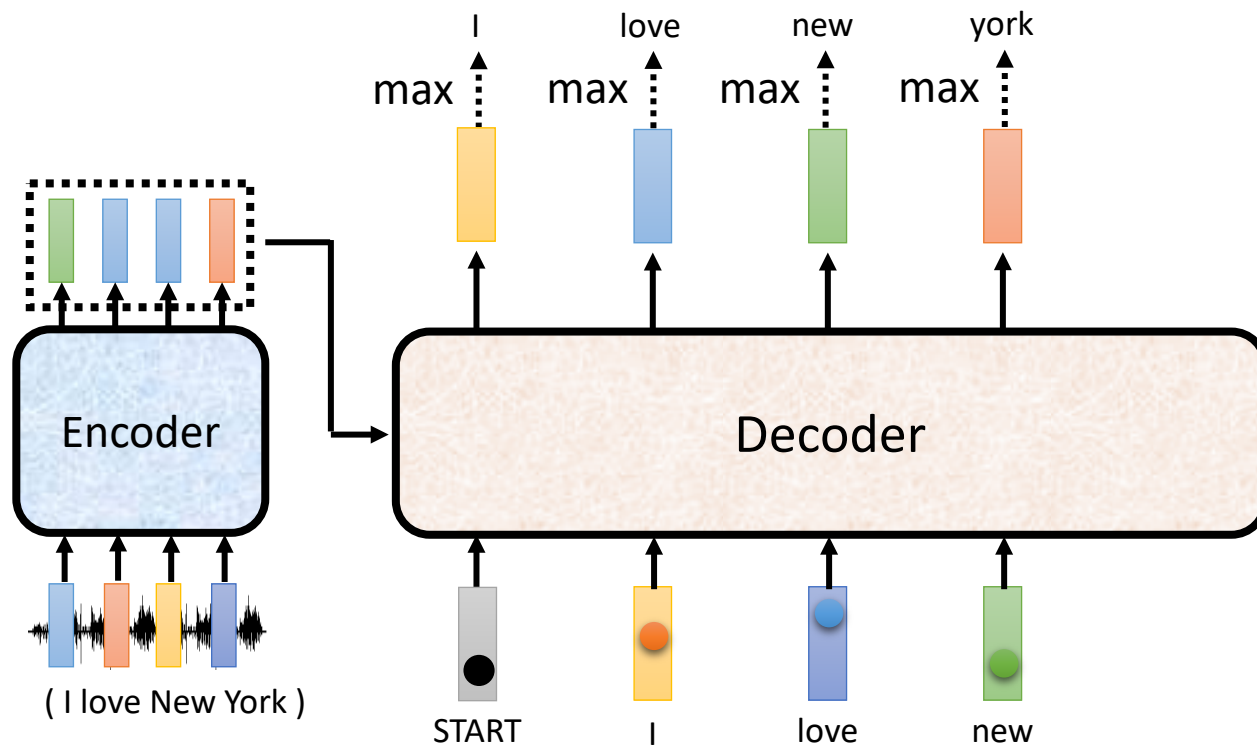 I love new york
max max max max
Encoder
Decoder
( I love New York )
START I love new